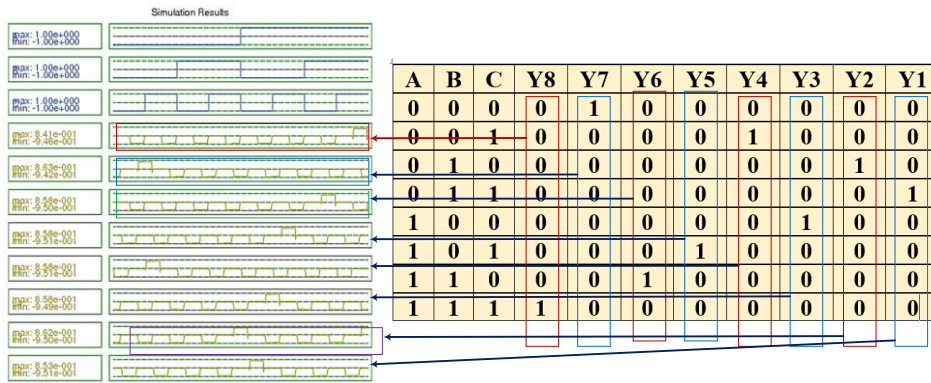 Simulation Results
max: 1.00e+000
min: -1.00e+000
max: 1.00e+000
min: -1.00e+000
max: 1.00e+000
min: -1.00e+000
max: 8.41e-001
min: -9.46e-001
max: 8.63e-001
min: -9.42e-001
max: 8.58e-001
min: -9.50e-001
max: 8.58e-001
min: -9.51e-001
max: 8.58e-001
min: -9.51e-001
max: 8.58e-001
min: -9.49e-001
max: 8.62e-001
min: -9.50e-001
max: 8.53e-001
min: -9.51e-001
A B C Y8 Y7 Y6 Y5 Y4 Y3 Y2 Y1
0 0 0 0 1 0 0 0 0 0 0
0 0 1 0 0 0 0 1 0 0 0
0 1 0 0 0 0 0 0 0 1 0
0 1 1 0 0 0 0 0 0 0 1
1 0 0 0 0 0 0 0 1 0 0
1 0 1 0 0 0 1 0 0 0 0
1 1 0 0 0 1 0 0 0 0 0
1 1 1 1 0 0 0 0 0 0 0